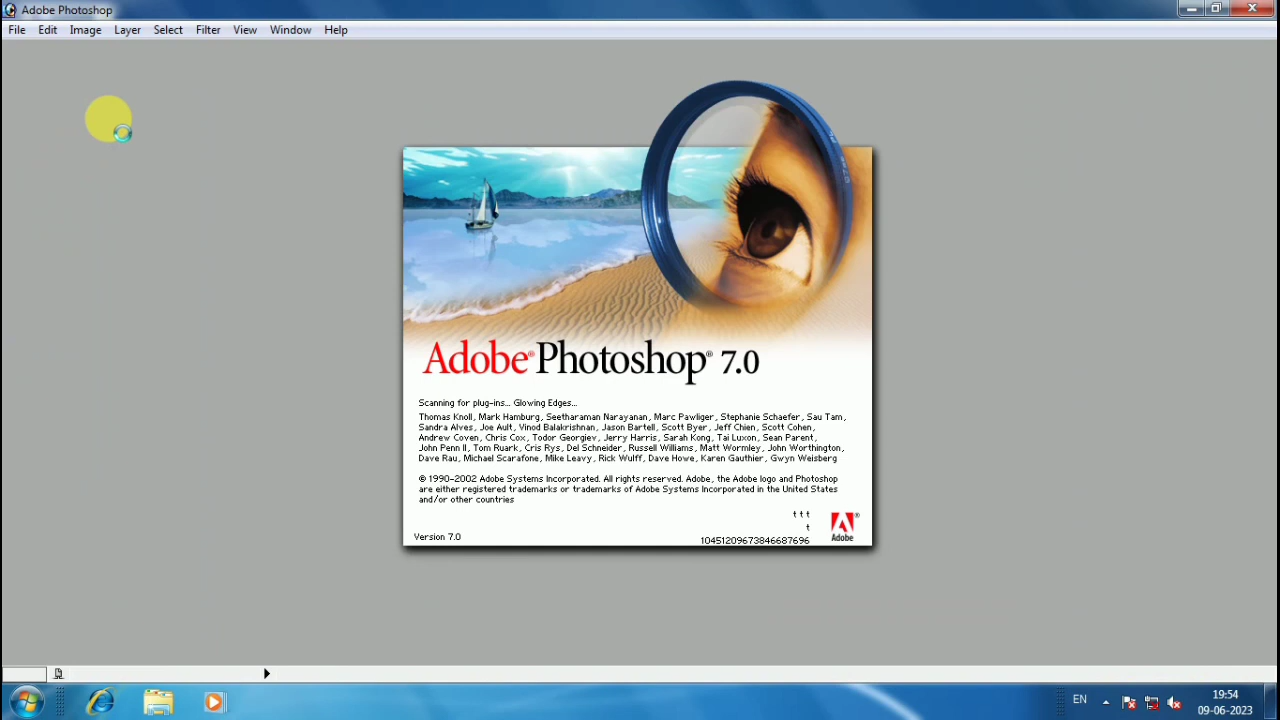 Adobe Photoshop
File Edit Image Layer Select Filter View Window Help
Adobe® Photoshop® 7.0
Scanning for plug-ins... Glowing Edges...
Thomas Knoll, Mark Hamburg, Seetharaman Narayanan, Marc Pawliger, Stephanie Schaefer, Sau Tam,
Sandra Alves, Joe Ault, Vinod Balakrishnan, Jason Bartell, Scott Byer, Jeff Chien, Scott Cohen,
Andrew Coven, Chris Cox, Todor Georgiev, Jerry Harris, Sarah Kong, Tai Luxon, Sean Parent,
John Penn II, Tom Ruark, Cris Rys, Del Schneider, Russell Williams, Matt Wormley, John Worthington,
Dave Rau, Michael Scarafone, Mike Leavy, Rick Wulff, Dave Howe, Karen Gauthier, Gwyn Weisberg
© 1990-2002 Adobe Systems Incorporated. All rights reserved. Adobe, the Adobe logo and Photoshop
are either registered trademarks or trademarks of Adobe Systems Incorporated in the United States
and/or other countries
t t t
t
Version 7.0
10451209673846687696
Adobe
EN
19:54
09-06-2023